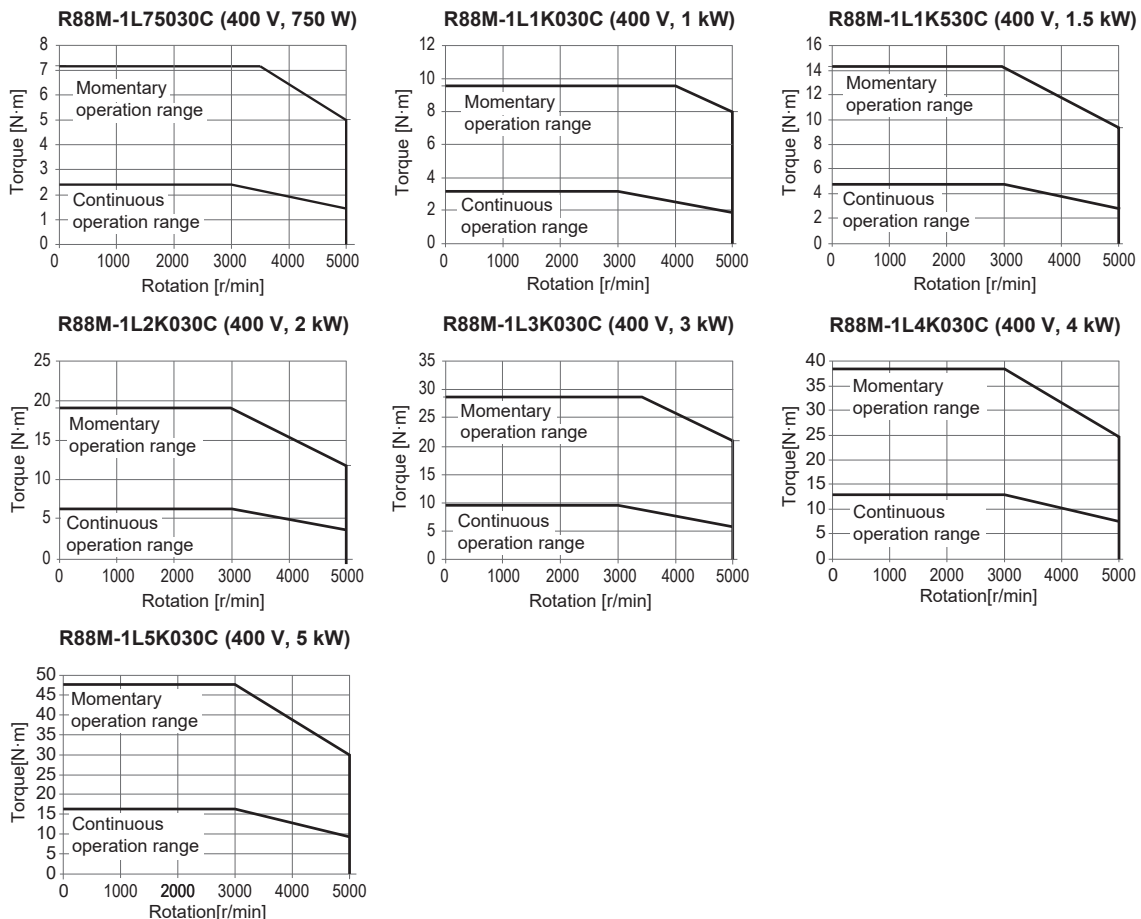 R88M-1L75030C (400 V, 750 W)
Torque [N·m]
8
7
6
5
4
3
2
1
0
Momentary
operation range
Continuous
operation range
0 1000 2000 3000 4000 5000
Rotation [r/min]
R88M-1L1K030C (400 V, 1 kW)
Torque [N·m]
12
10
8
6
4
2
0
Momentary
operation range
Continuous
operation range
0 1000 2000 3000 4000 5000
Rotation [r/min]
R88M-1L1K530C (400 V, 1.5 kW)
Torque [N·m]
16
14
12
10
8
6
4
2
0
Momentary
operation range
Continuous
operation range
0 1000 2000 3000 4000 5000
Rotation [r/min]
R88M-1L2K030C (400 V, 2 kW)
Torque [N·m]
25
20
15
10
5
0
Momentary
operation range
Continuous
operation range
0 1000 2000 3000 4000 5000
Rotation [r/min]
R88M-1L3K030C (400 V, 3 kW)
Torque [N·m]
35
30
25
20
15
10
5
0
Momentary
operation range
Continuous
operation range
0 1000 2000 3000 4000 5000
Rotation [r/min]
R88M-1L4K030C (400 V, 4 kW)
Torque[N·m]
40
35
30
25
20
15
10
5
0
Momentary
operation range
Continuous
operation range
0 1000 2000 3000 4000 5000
Rotation[r/min]
R88M-1L5K030C (400 V, 5 kW)
Torque[N·m]
50
45
40
35
30
25
20
15
10
5
0
Momentary
operation range
Continuous
operation range
0 1000 2000 3000 4000 5000
Rotation[r/min]